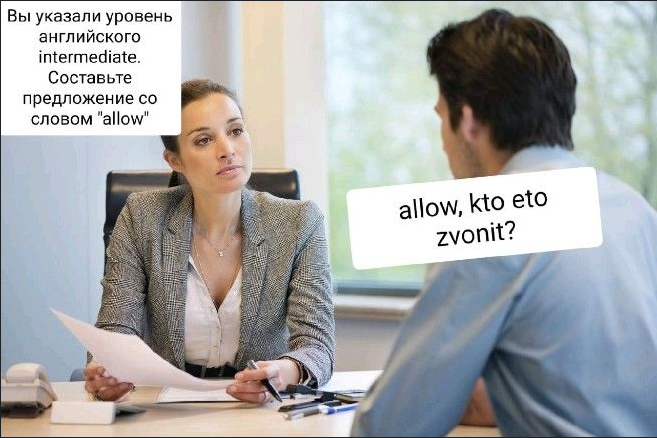 Вы указали уровень
английского
intermediate.
Составьте
предложение со
словом "allow"
allow, kto eto
zvonit?